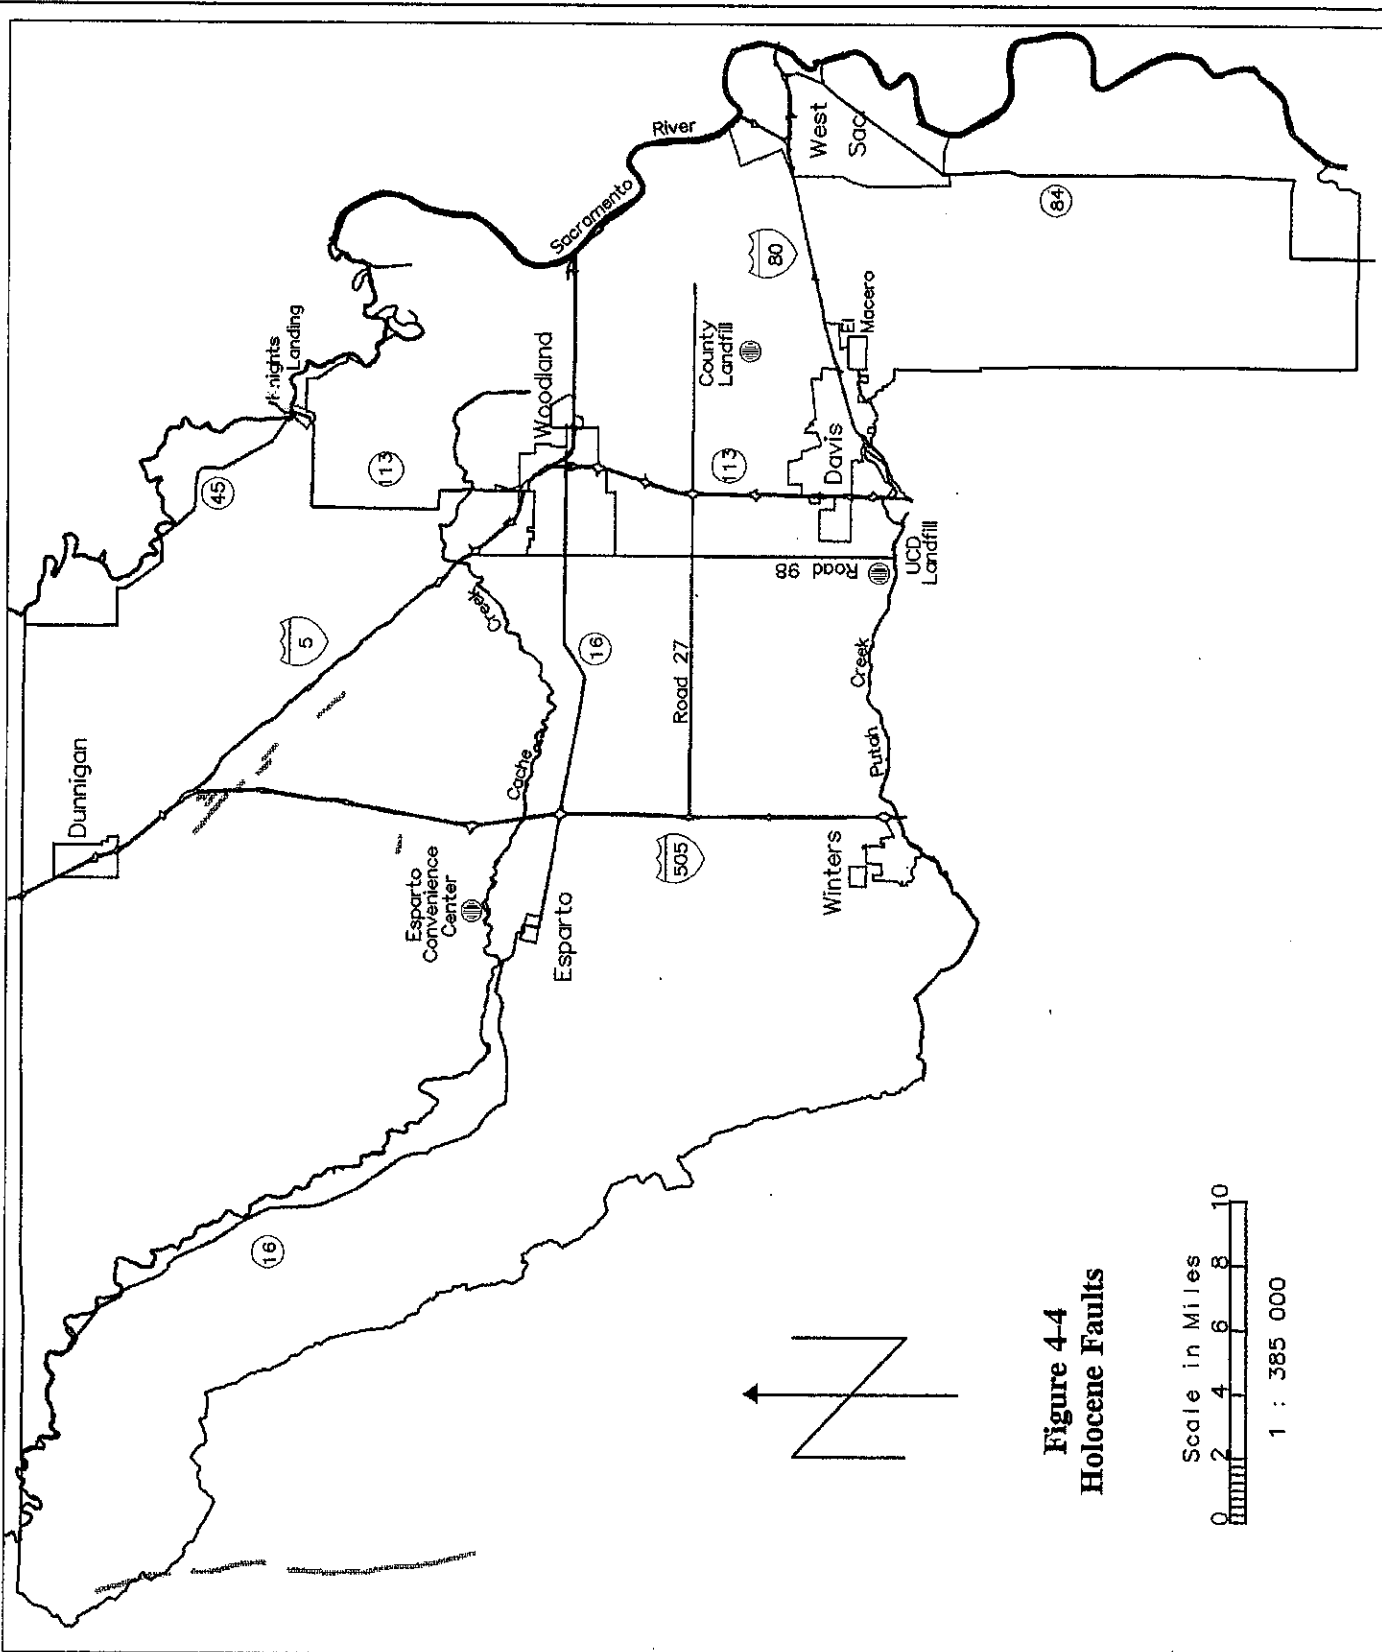 Dunnigan
5
45
Knights
Landing
113
16
Creek
Cache
Esparto
Convenience
Center
Esparto
16
Woodland
Sacramento
River
Road 27
505
County
Landfill
113
80
West
Sac
Road 98
Davis
El
Macero
UCD
Landfill
Winters
Putah
Creek
84
Figure 4-4
Holocene Faults
Scale in Miles
0 2 4 6 8 10
1 : 385 000